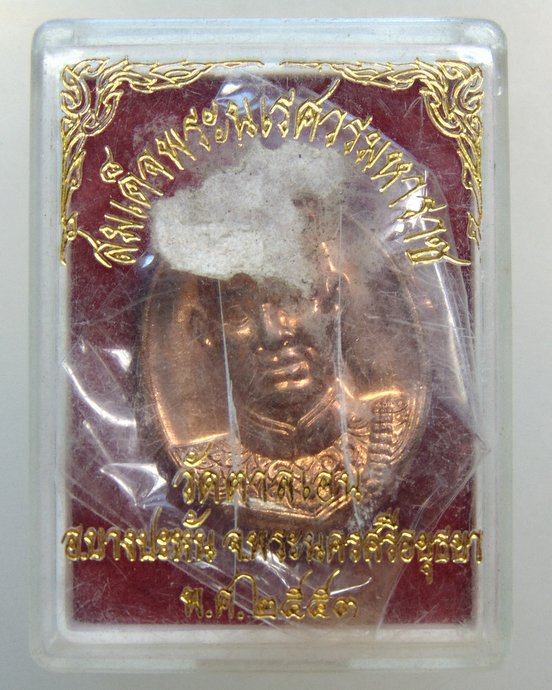 สมเด็จพระนเรศวรมหาราช
วัดตาลเอน
อ.บางปะหัน จ.พระนครศรีอยุธยา
พ.ศ.๒๕๕๓